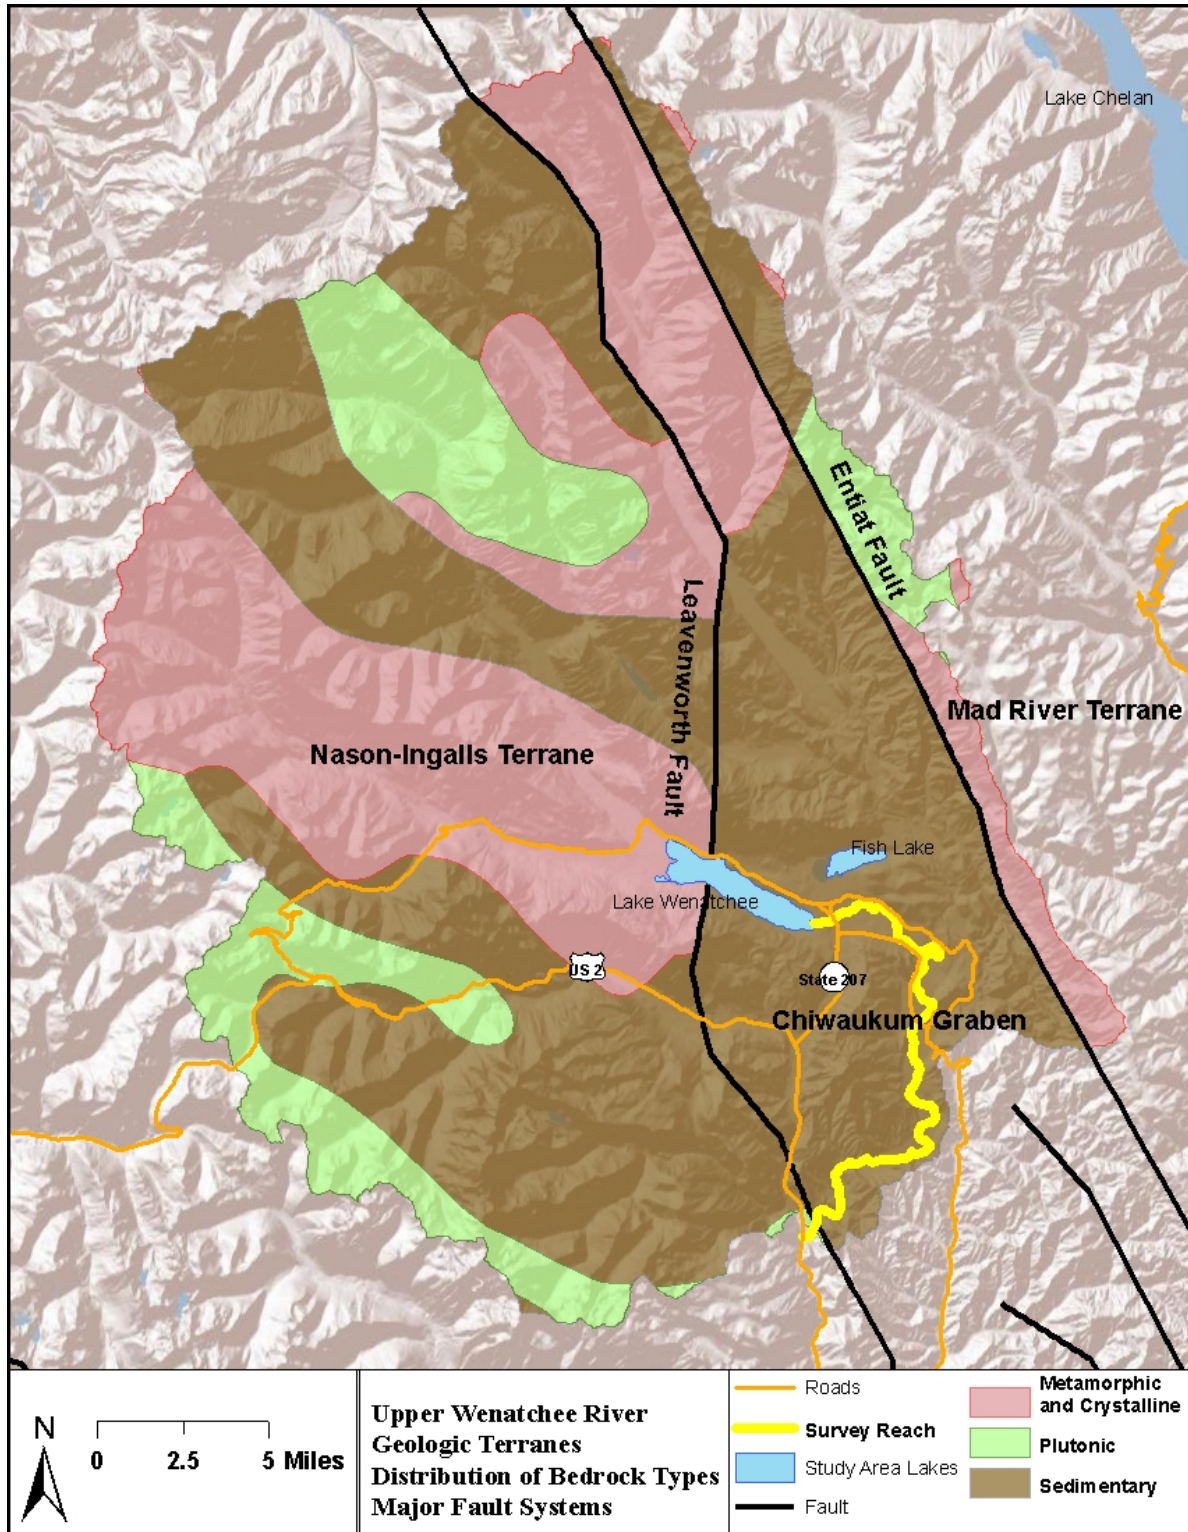 Lake Chelan
Entiat Fault
Leavenworth Fault
Mad River Terrane
Nason-Ingalls Terrane
Fish Lake
Lake Wenatchee
US 2
State 207
Chiwaukum Graben
N
0 2.5 5 Miles
Upper Wenatchee River
Geologic Terranes
Distribution of Bedrock Types
Major Fault Systems
Roads
Survey Reach
Study Area Lakes
Fault
Metamorphic
and Crystalline
Plutonic
Sedimentary